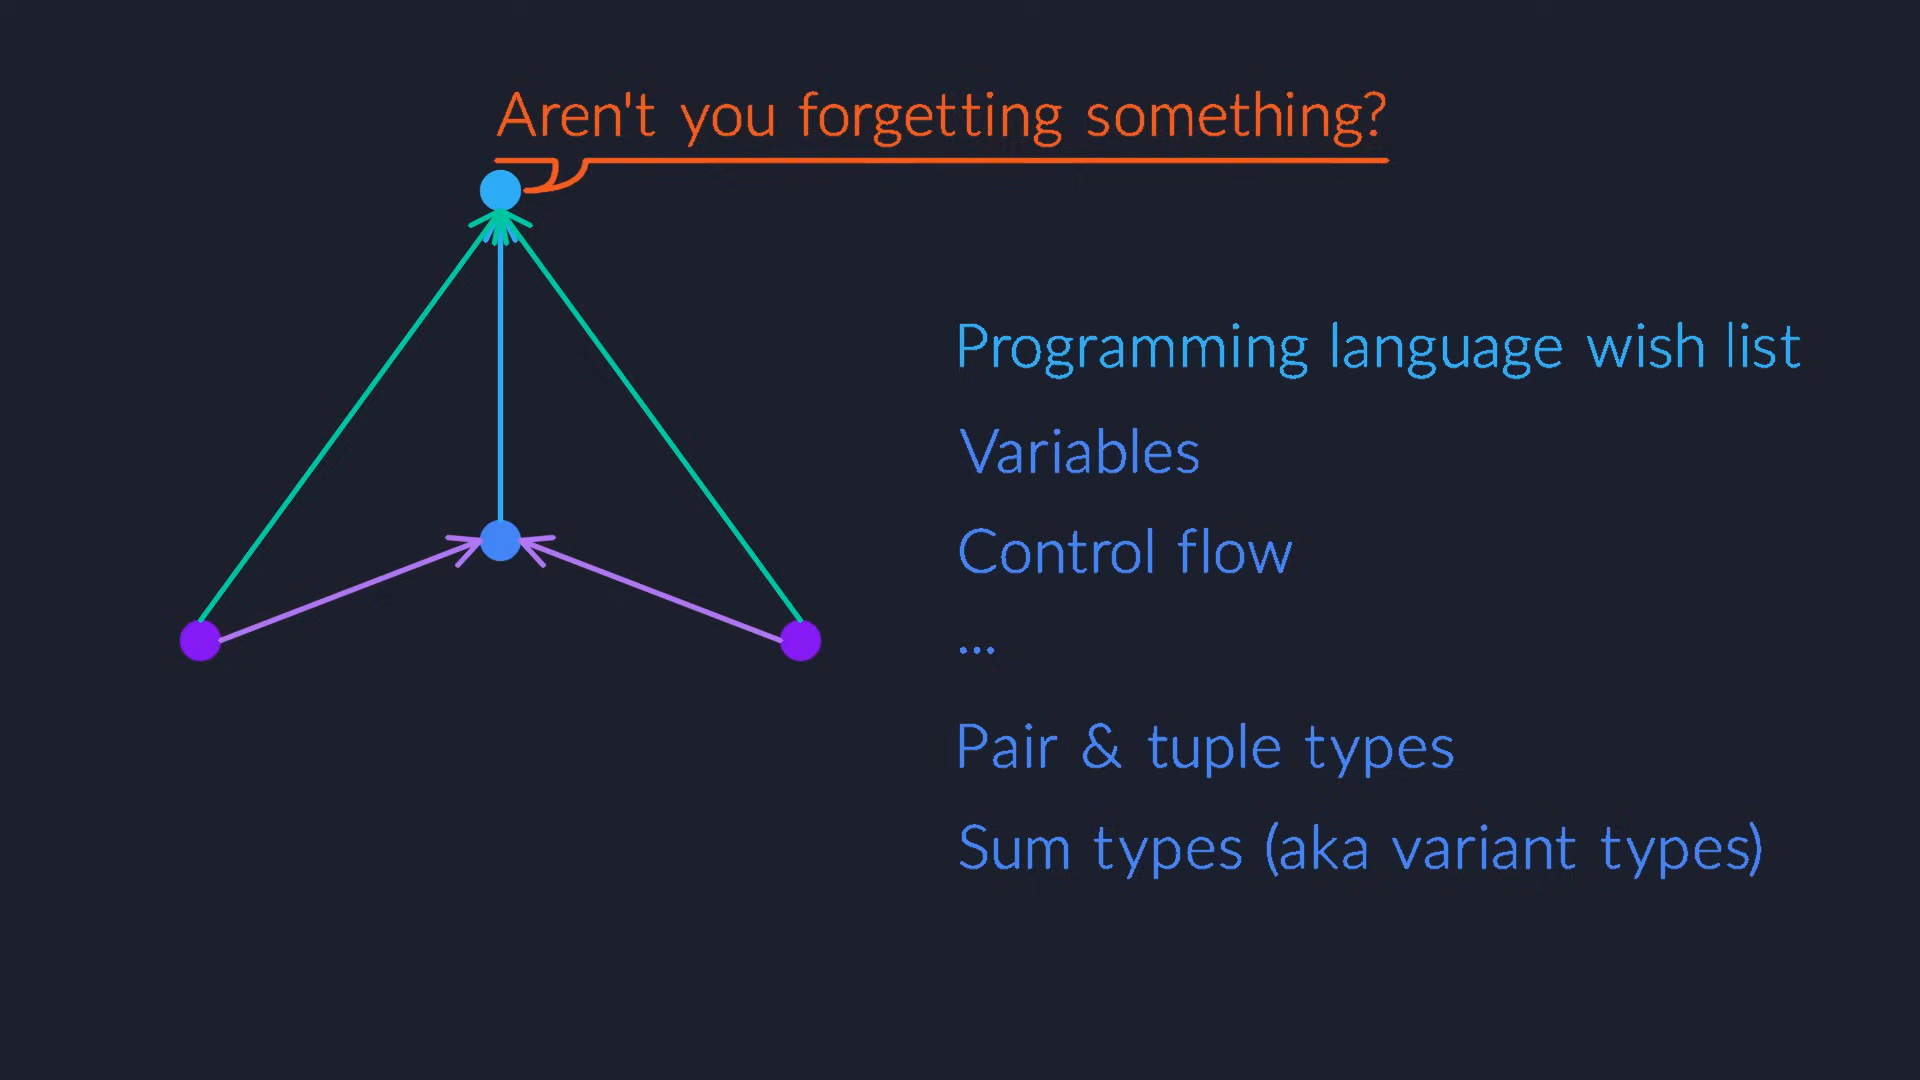 Aren't you forgetting something?
Programming language wish list
Variables
Control flow
...
Pair & tuple types
Sum types (aka variant types)